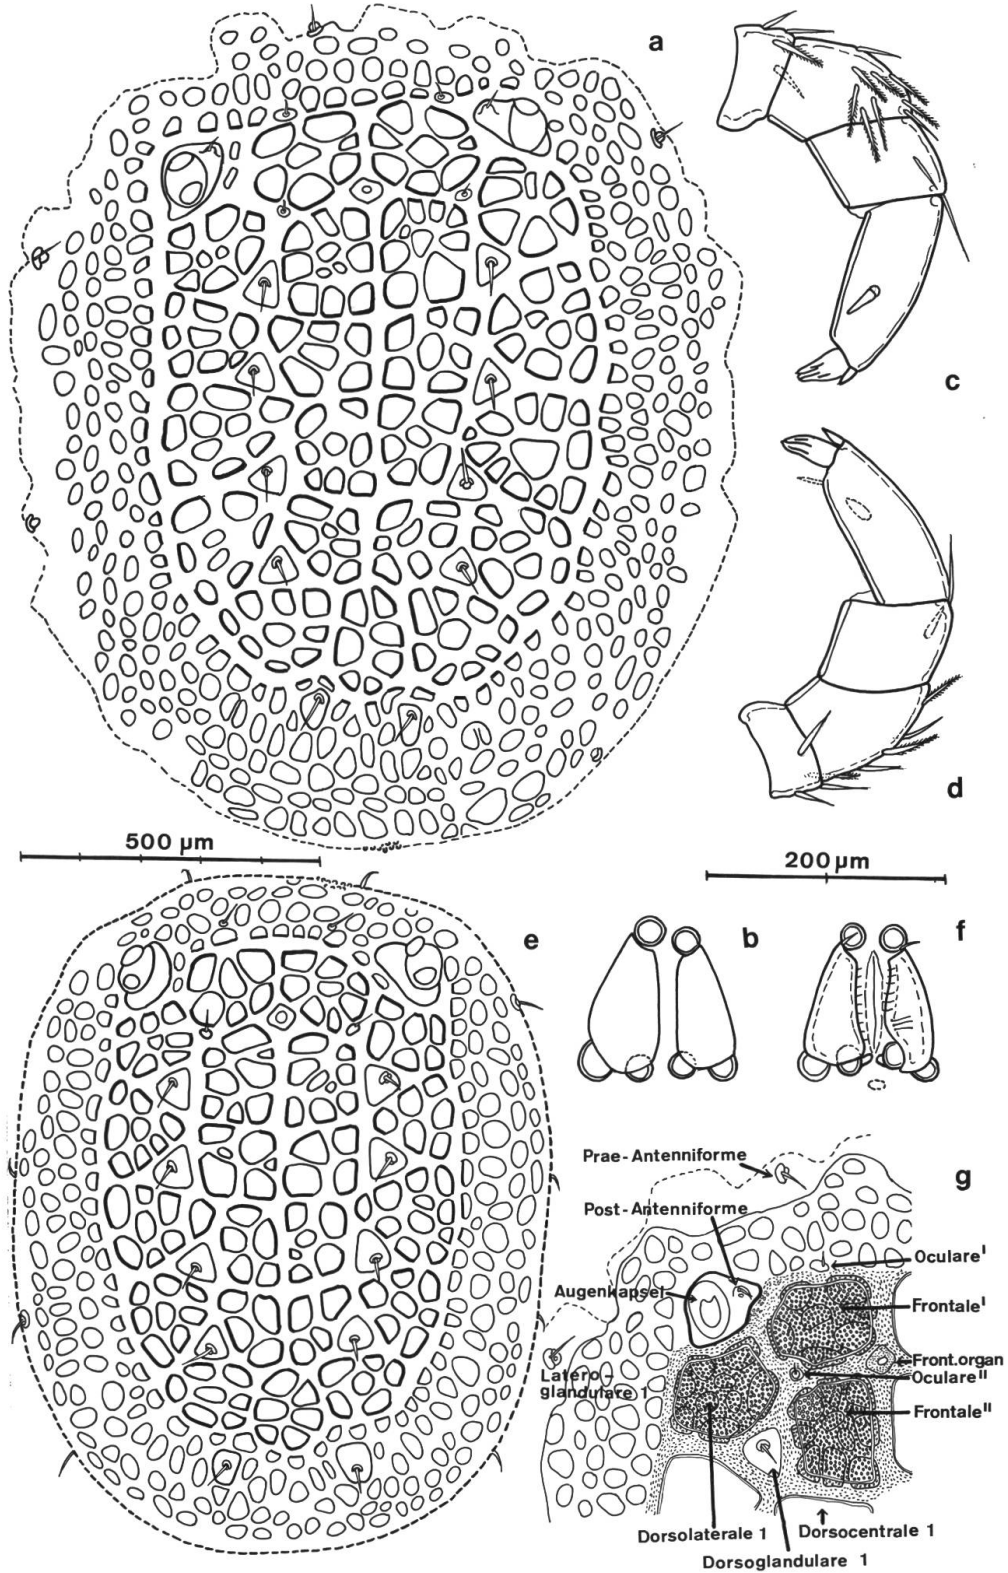 a
c
d
500 µm
200 µm
e
b
f
g
Prae-Antenniforme
Post-Antenniforme
Oculare I
Augenkapsel
Frontale I
Front.organ
Oculare II
Latero-
glandulare 1
Frontale II
Dorsolaterale 1
Dorsocentrale 1
Dorsoglandulare 1